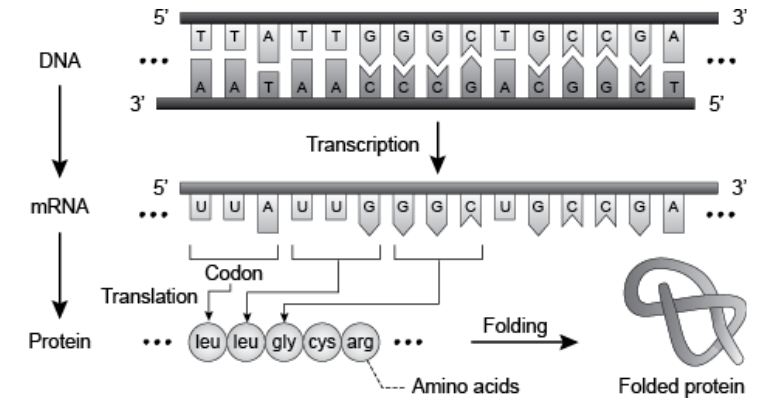 5’ 3’
T T A T T G G G C T G C C G A
DNA ... ...
A A T A A C C C G A C G G C T
3’ 5’
Transcription
5’ 3’
mRNA ... U U A U U G G G C U G C C G A ...
Codon
Translation
Protein ... leu leu gly cys arg ... Folding
Amino acids Folded protein